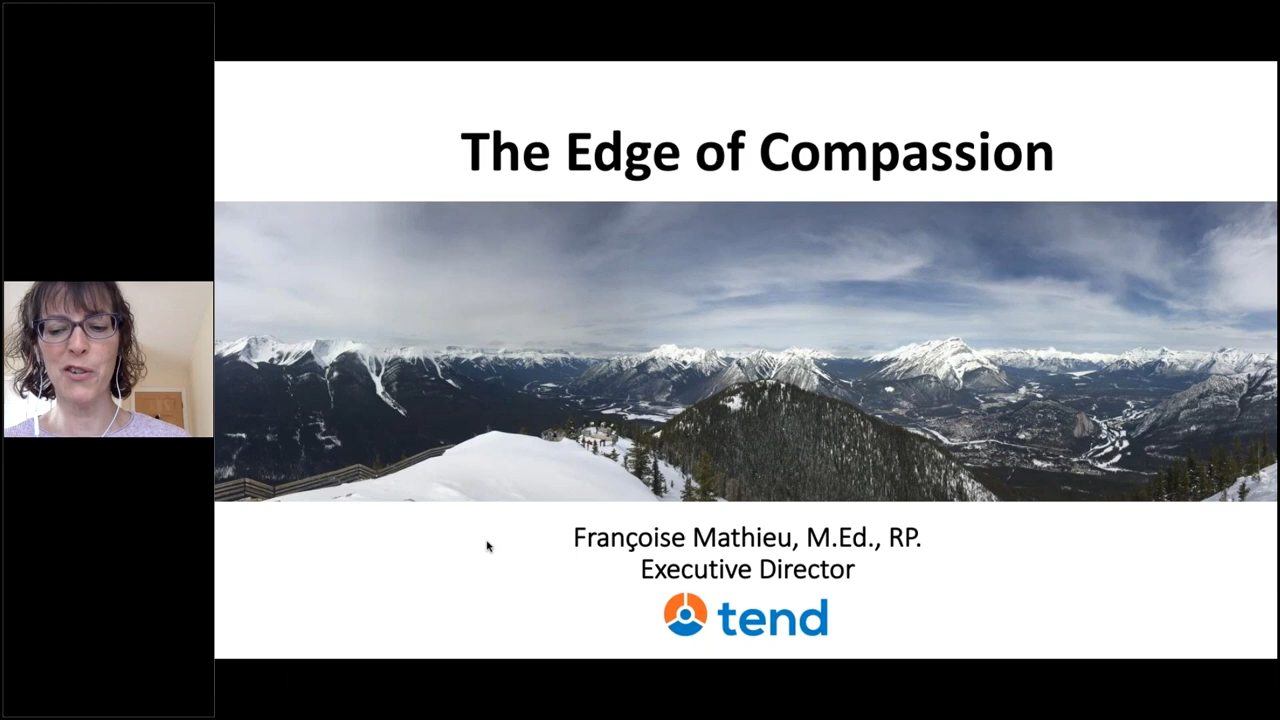 The Edge of Compassion
Françoise Mathieu, M.Ed., RP.
Executive Director
tend